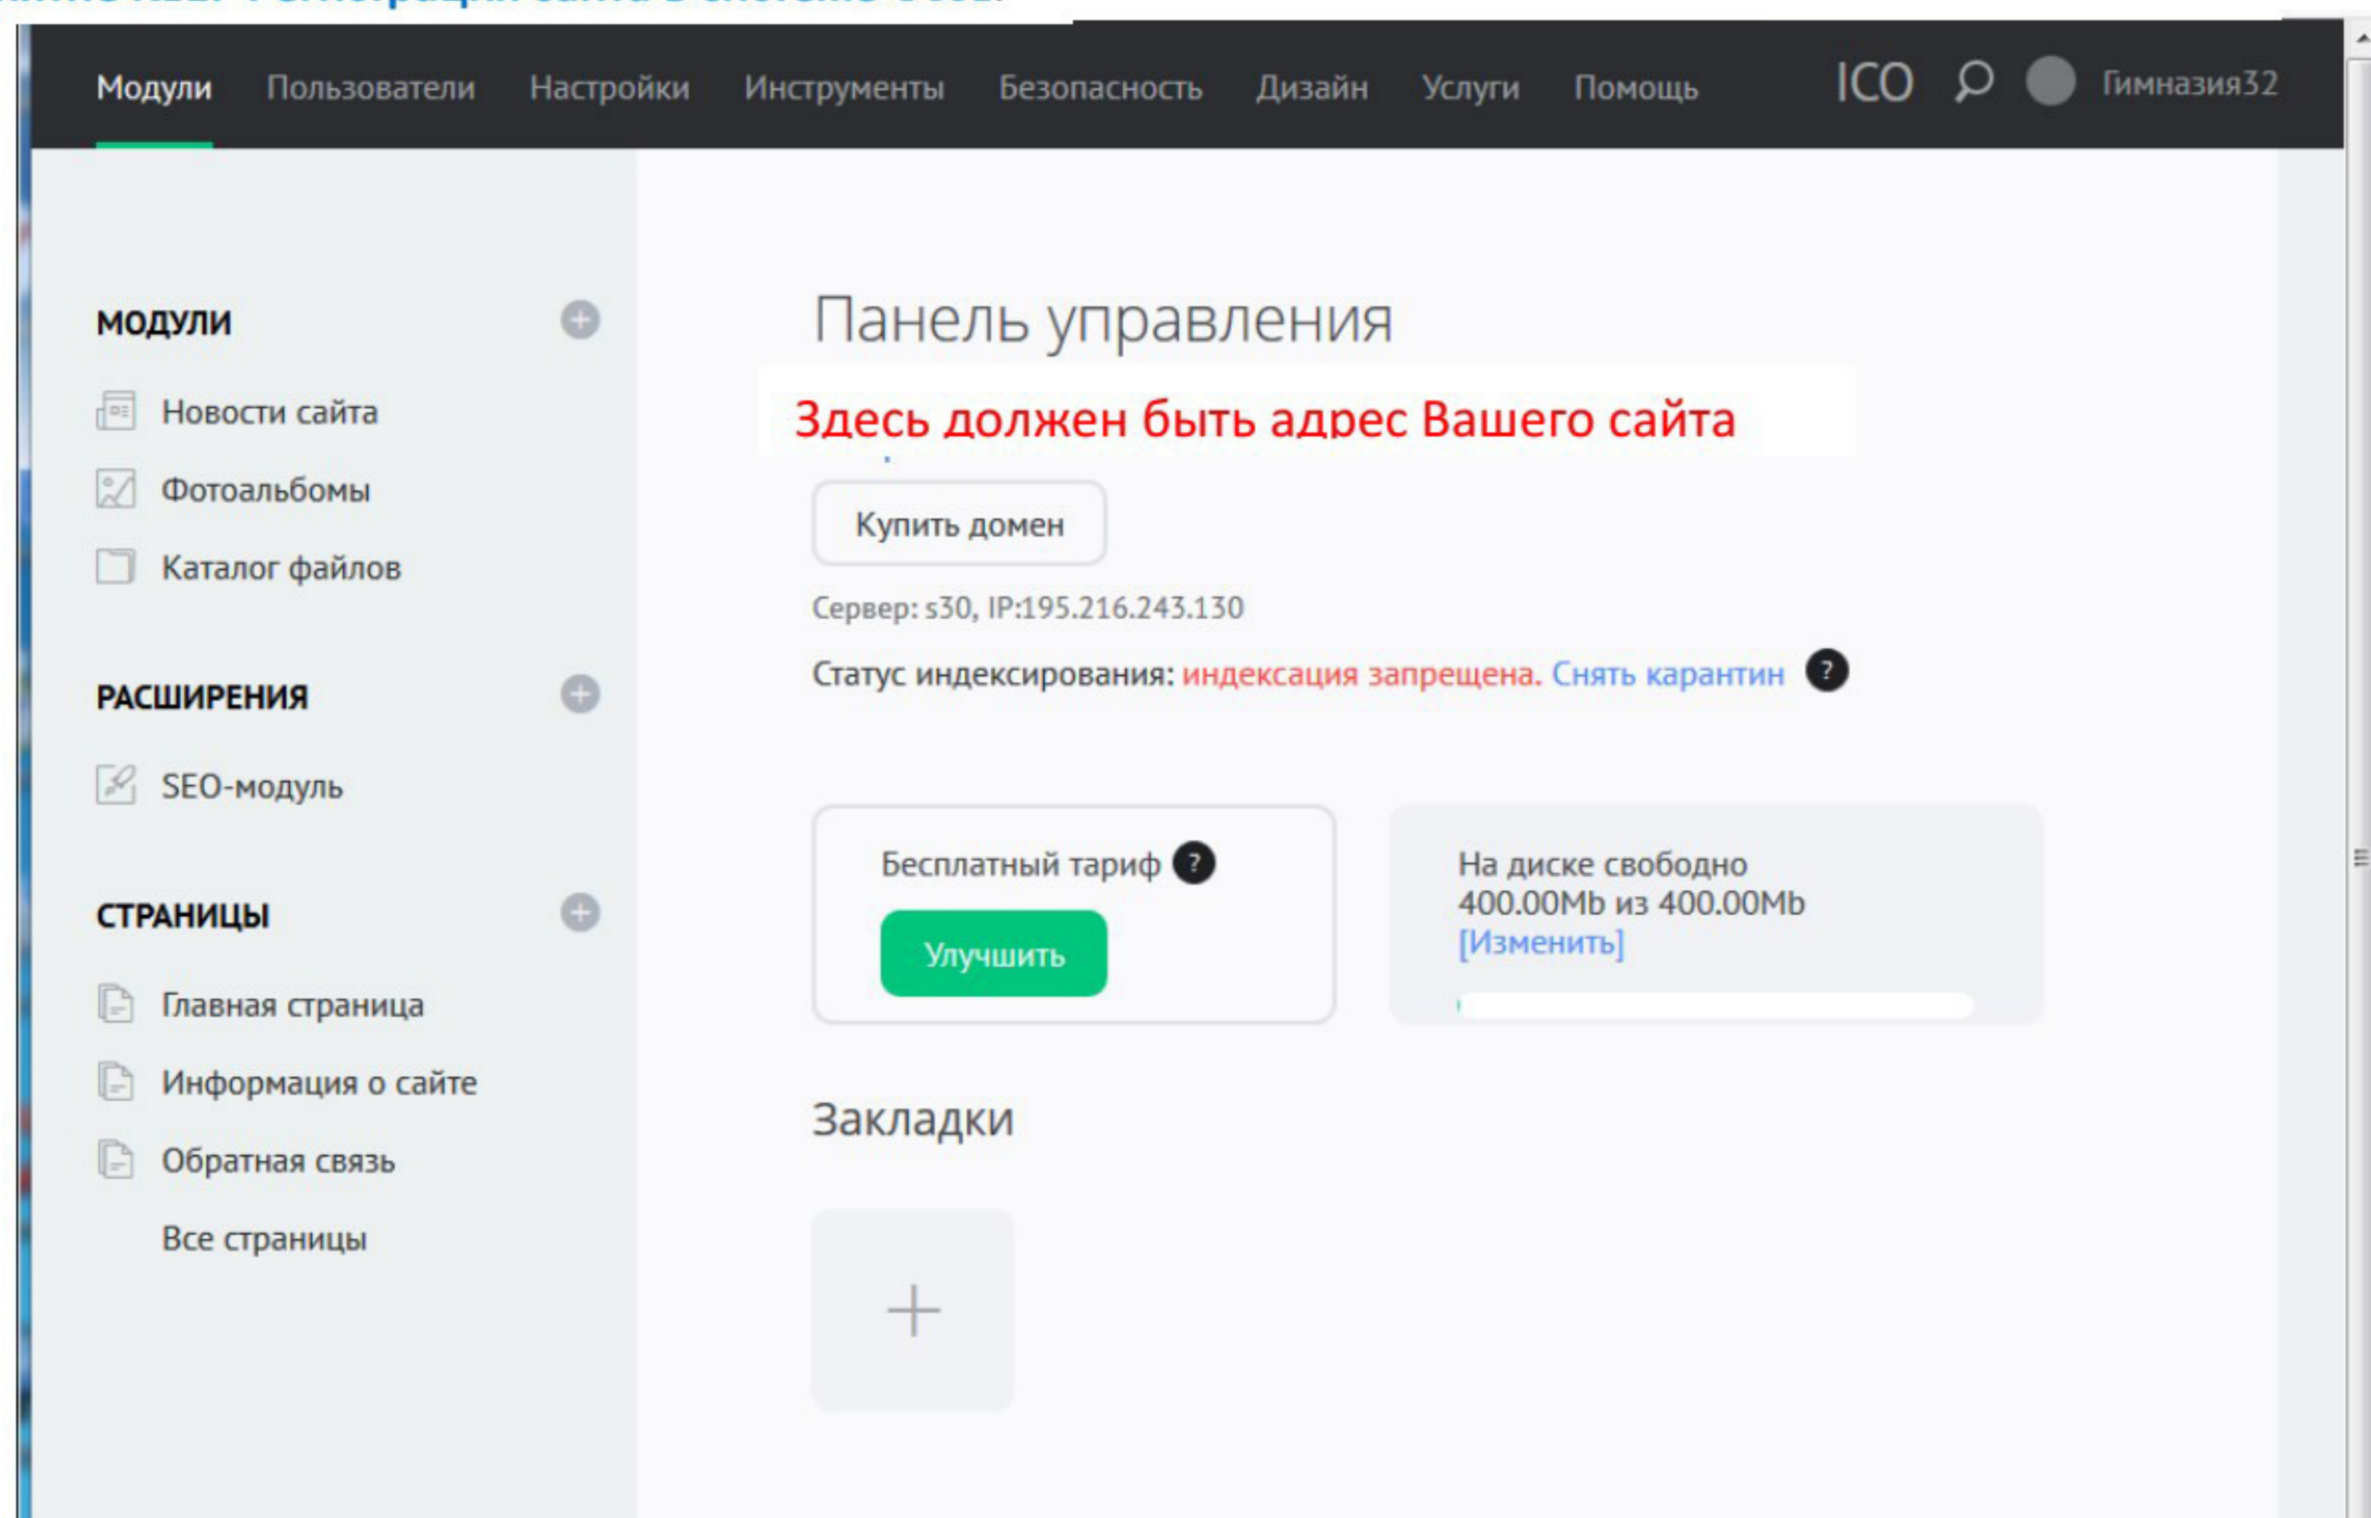 Модули Пользователи Настройки Инструменты Безопасность Дизайн Услуги Помощь ICO Гимназия32
МОДУЛИ
Новости сайта
Фотоальбомы
Каталог файлов
РАСШИРЕНИЯ
SEO-модуль
СТРАНИЦЫ
Главная страница
Информация о сайте
Обратная связь
Все страницы
Панель управления
Здесь должен быть адрес Вашего сайта
Купить домен
Сервер: s30, IP:195.216.243.130
Статус индексирования: индексация запрещена. Снять карантин ?
Бесплатный тариф ?
Улучшить
На диске свободно
400.00Mb из 400.00Mb
[Изменить]
Закладки